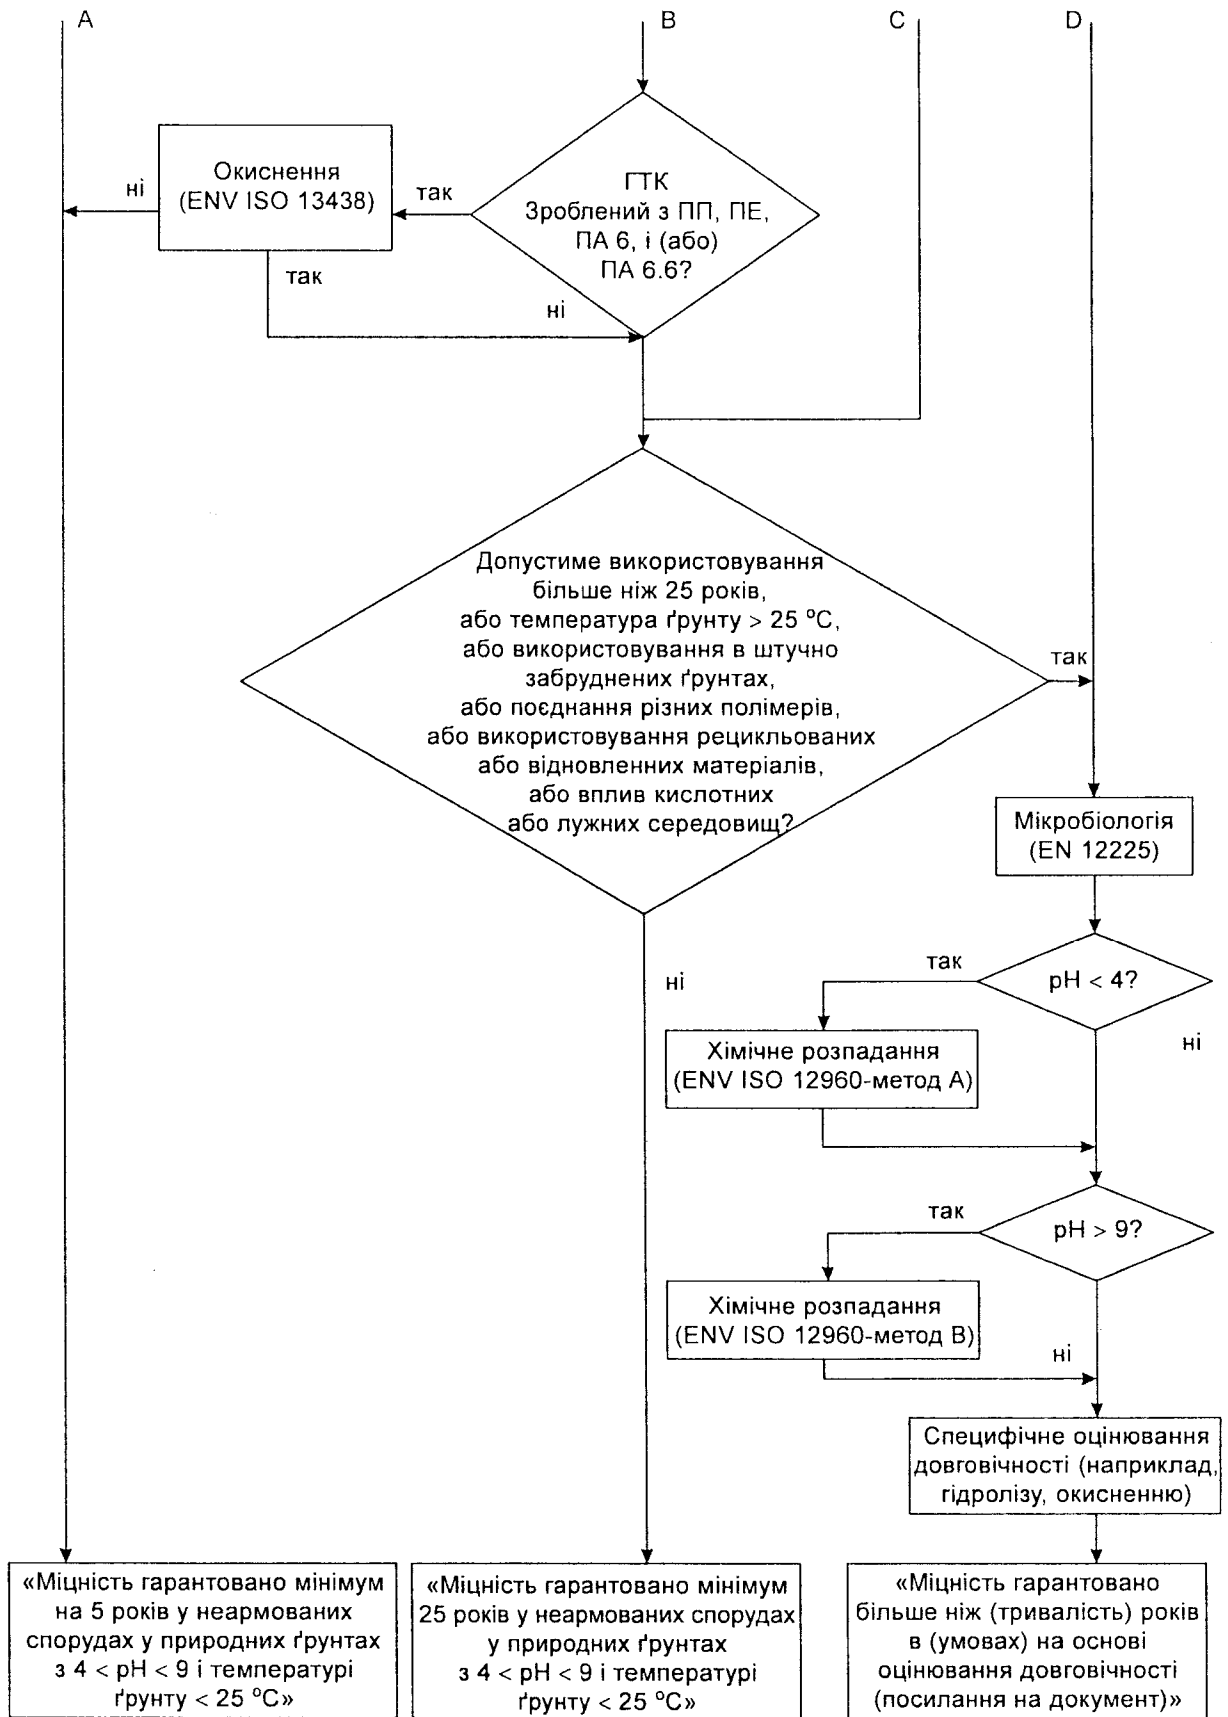 A
B
C
D
Окиснення
(ENV ISO 13438)
ні
так
так
ні
ГТК
Зроблений з ПП, ПЕ,
ПА 6, і (або)
ПА 6.6?
Допустиме використовування
більше ніж 25 років,
або температура ґрунту > 25 ºС,
або використовування в штучно
забруднених ґрунтах,
або поєднання різних полімерів,
або використовування рецикльованих
або відновленних матеріалів,
або вплив кислотних
або лужних середовищ?
так
ні
Мікробіологія
(EN 12225)
так
pH < 4?
ні
Хімічне розпадання
(ENV ISO 12960-метод А)
так
pH > 9?
Хімічне розпадання
(ENV ISO 12960-метод В)
ні
Специфічне оцінювання
довговічності (наприклад,
гідролізу, окисненню)
«Міцність гарантовано мінімум
на 5 років у неармованих
спорудах у природних ґрунтах
з 4 < pH < 9 і температурі
ґрунту < 25 ºС»
«Міцність гарантовано мінімум
25 років у неармованих спорудах
у природних ґрунтах
з 4 < pH < 9 і температурі
ґрунту < 25 ºС»
«Міцність гарантовано
більше ніж (тривалість) років
в (умовах) на основі
оцінювання довговічності
(посилання на документ)»